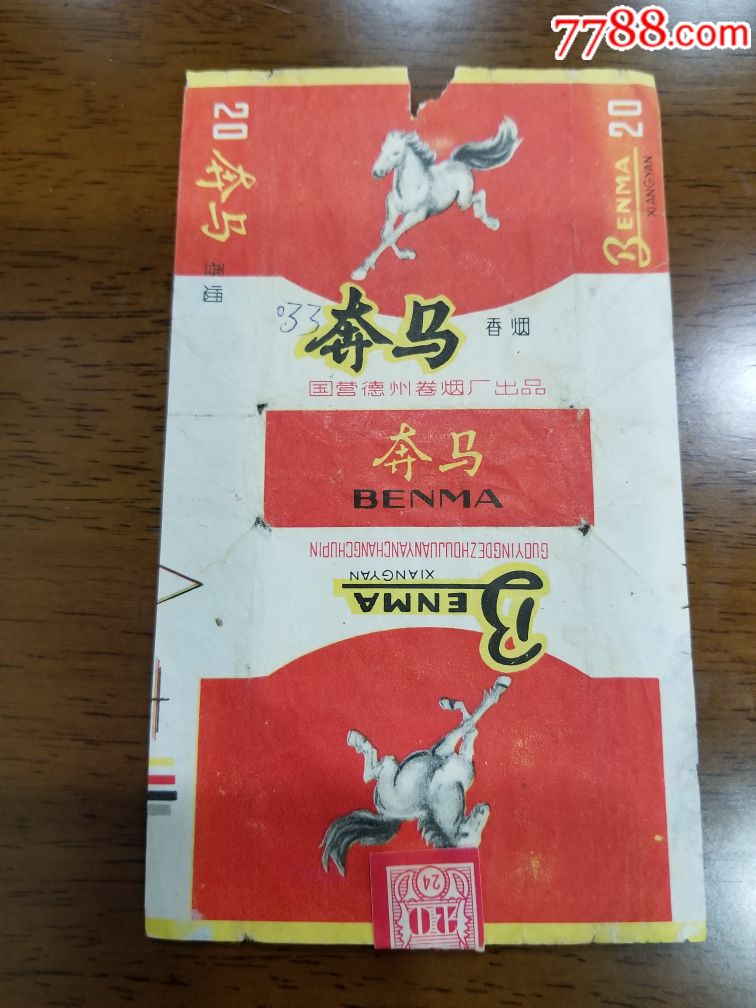 7788.com
20 奔马 香烟
BENMA 20
XIANGYAN
033
奔马 香烟
国营德州卷烟厂出品
奔马
BENMA
GUOYINGDEZHOUJUANYANCHANGCHUPIN
XIANGYAN
BENMA
24
20